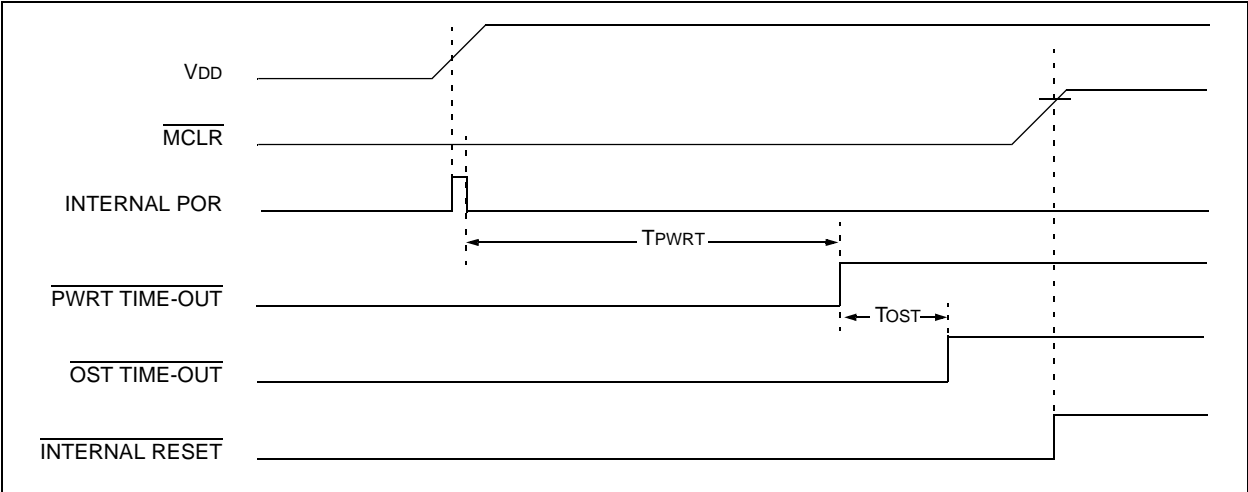 VDD
MCLR
INTERNAL POR
TPWRT
PWRT TIME-OUT
TOST
OST TIME-OUT
INTERNAL RESET